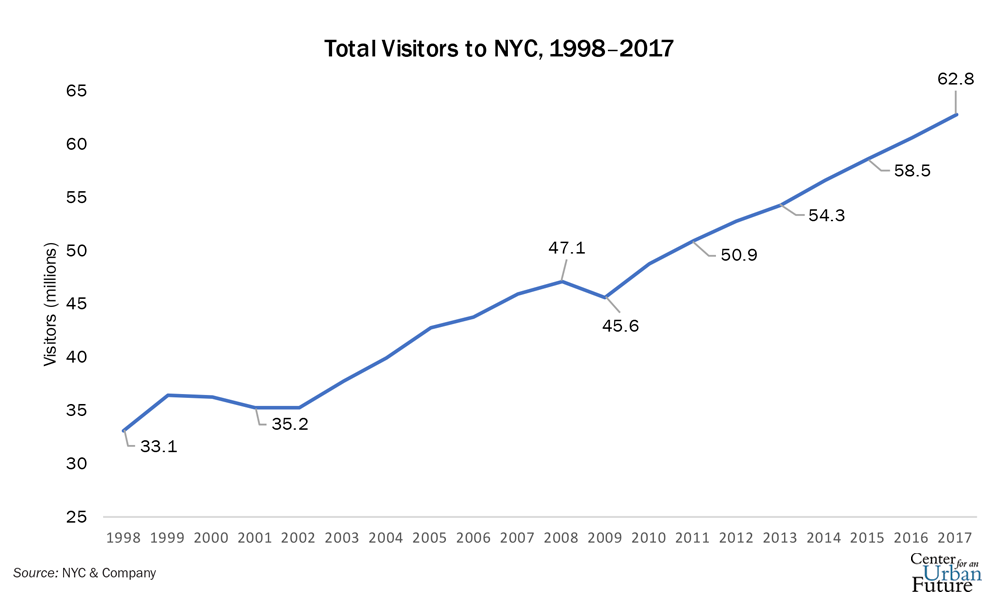 Total Visitors to NYC, 1998–2017
62.8
65
60
58.5
55
54.3
50
47.1
50.9
45
45.6
40
35
35.2
33.1
30
25
Visitors (millions)
1998 1999 2000 2001 2002 2003 2004 2005 2006 2007 2008 2009 2010 2011 2012 2013 2014 2015 2016 2017
Source: NYC & Company
Center for an
Urban
Future